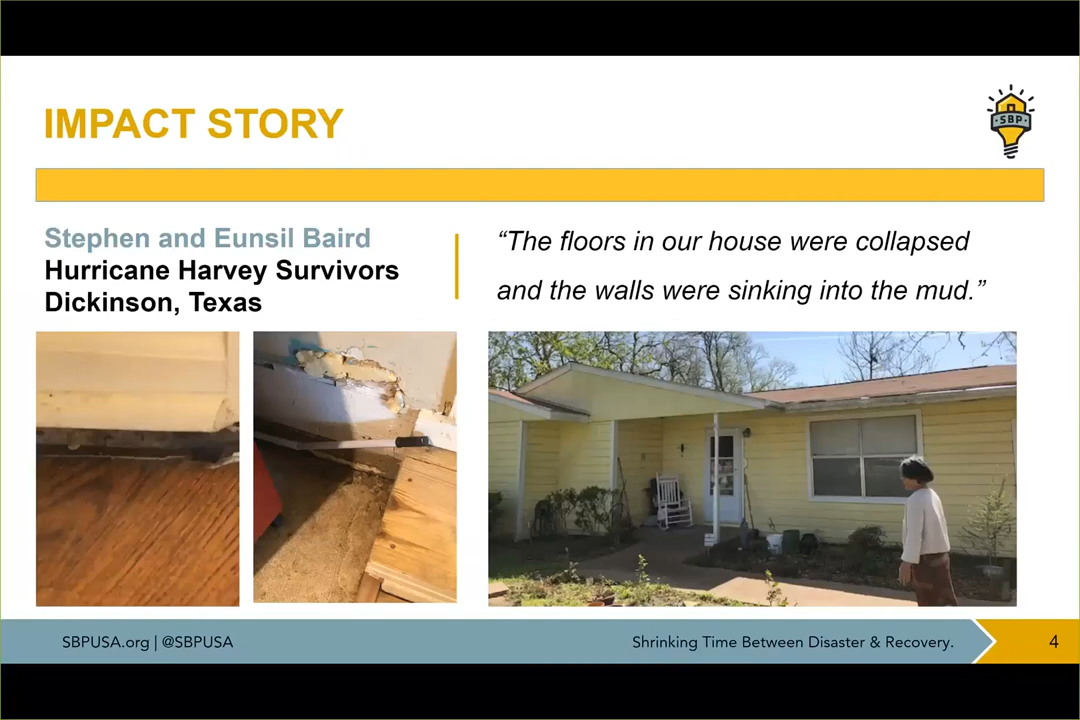 IMPACT STORY
SBP
Stephen and Eunsil Baird
Hurricane Harvey Survivors
Dickinson, Texas
“The floors in our house were collapsed
and the walls were sinking into the mud.”
SBPUSA.org | @SBPUSA
Shrinking Time Between Disaster & Recovery.
4